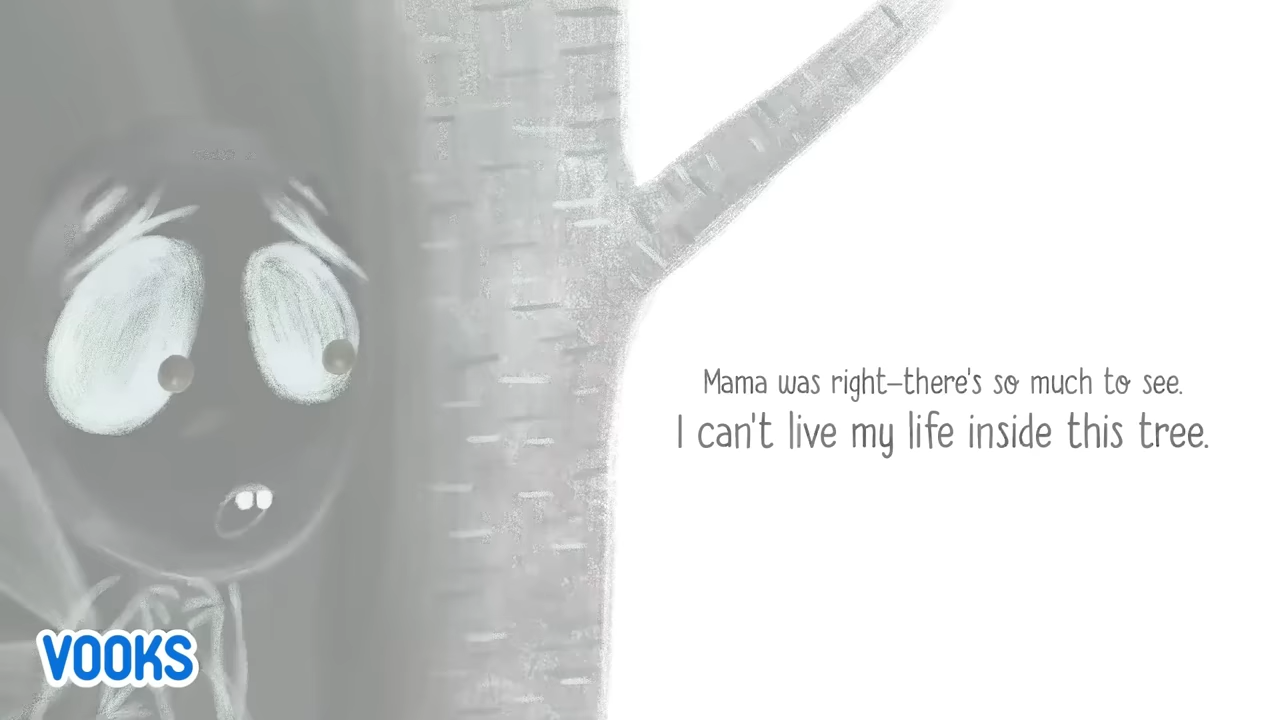 Mama was right—there's so much to see.
I can't live my life inside this tree.
VOOKS